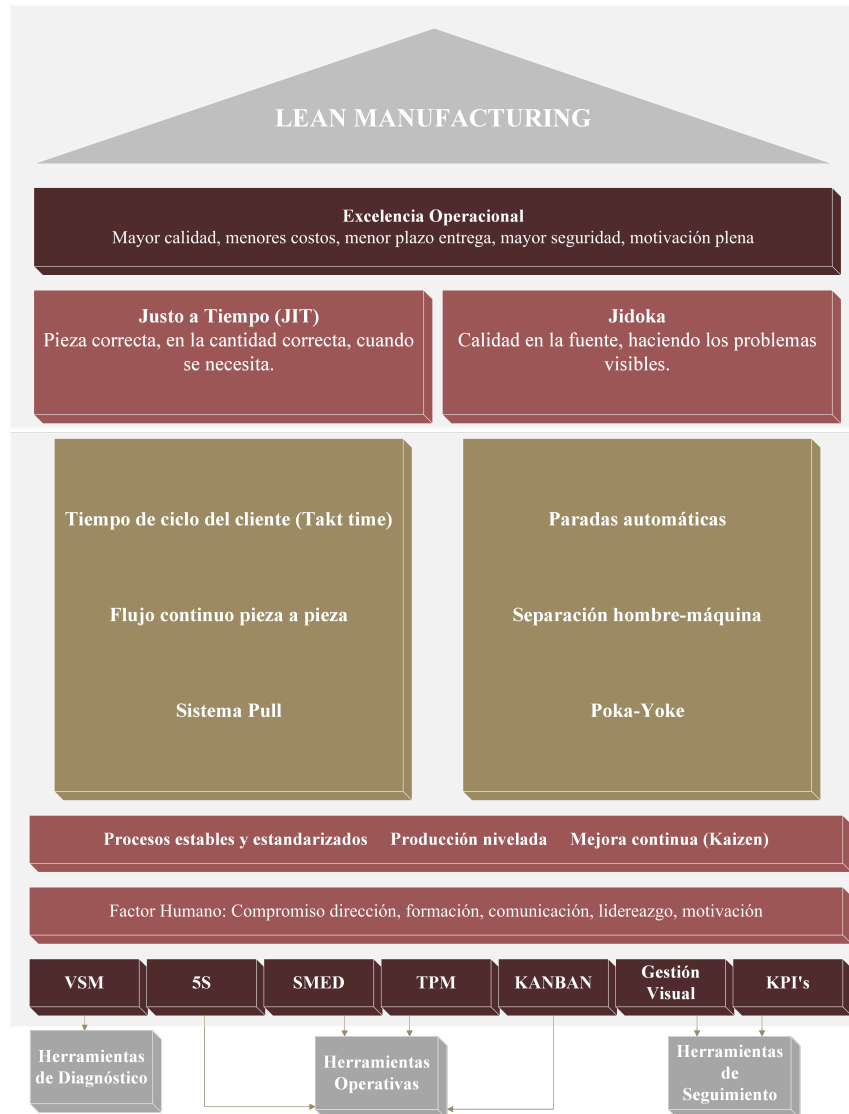 LEAN MANUFACTURING
Excelencia Operacional
Mayor calidad, menores costos, menor plazo entrega, mayor seguridad, motivación plena
Justo a Tiempo (JIT)
Pieza correcta, en la cantidad correcta, cuando
se necesita.
Jidoka
Calidad en la fuente, haciendo los problemas
visibles.
Tiempo de ciclo del cliente (Takt time)
Flujo continuo pieza a pieza
Sistema Pull
Paradas automáticas
Separación hombre-máquina
Poka-Yoke
Procesos estables y estandarizados Producción nivelada Mejora continua (Kaizen)
Factor Humano: Compromiso dirección, formación, comunicación, lidereazgo, motivación
VSM
5S
SMED
TPM
KANBAN
Gestión
Visual
KPI's
Herramientas
de Diagnóstico
Herramientas
Operativas
Herramientas
de
Seguimiento